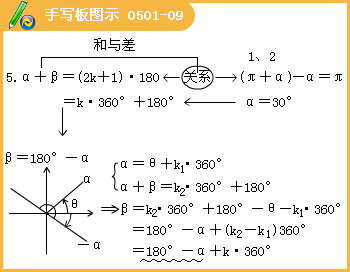 手写板图示 0501-09
和与差
1、2
5.α＋β＝(2k+1)·180 ←关系→ (π＋α)－α＝π
＝k·360°＋180° ← α＝30°
β＝180°－α
α
θ
－α
α＝θ＋k₁·360°
α＋β＝k₂·360°＋180°
⇒β＝k₂·360°＋180°－θ－k₁·360°
＝180°－α＋(k₂－k₁)360°
＝180°－α＋k·360°